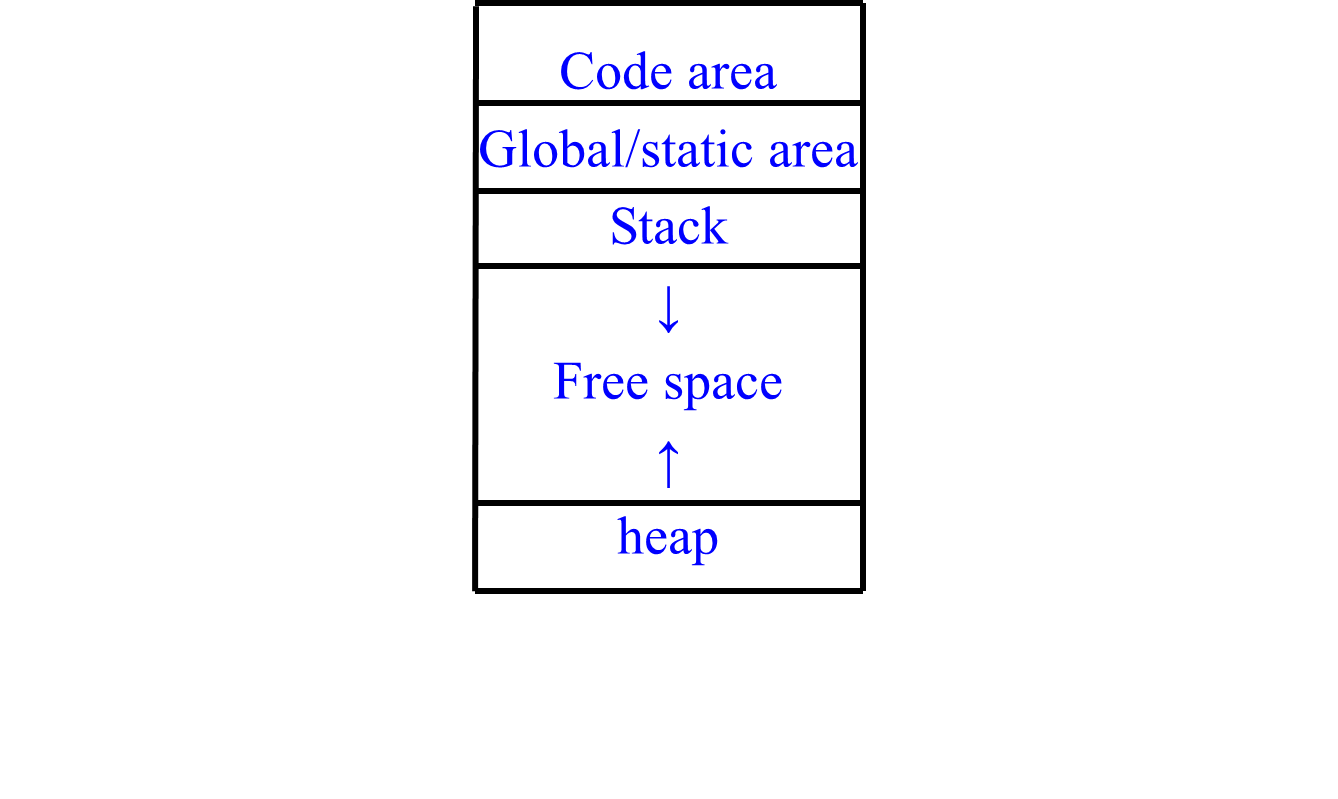 Code area
Global/static area
Stack
↓
Free space
↑
heap